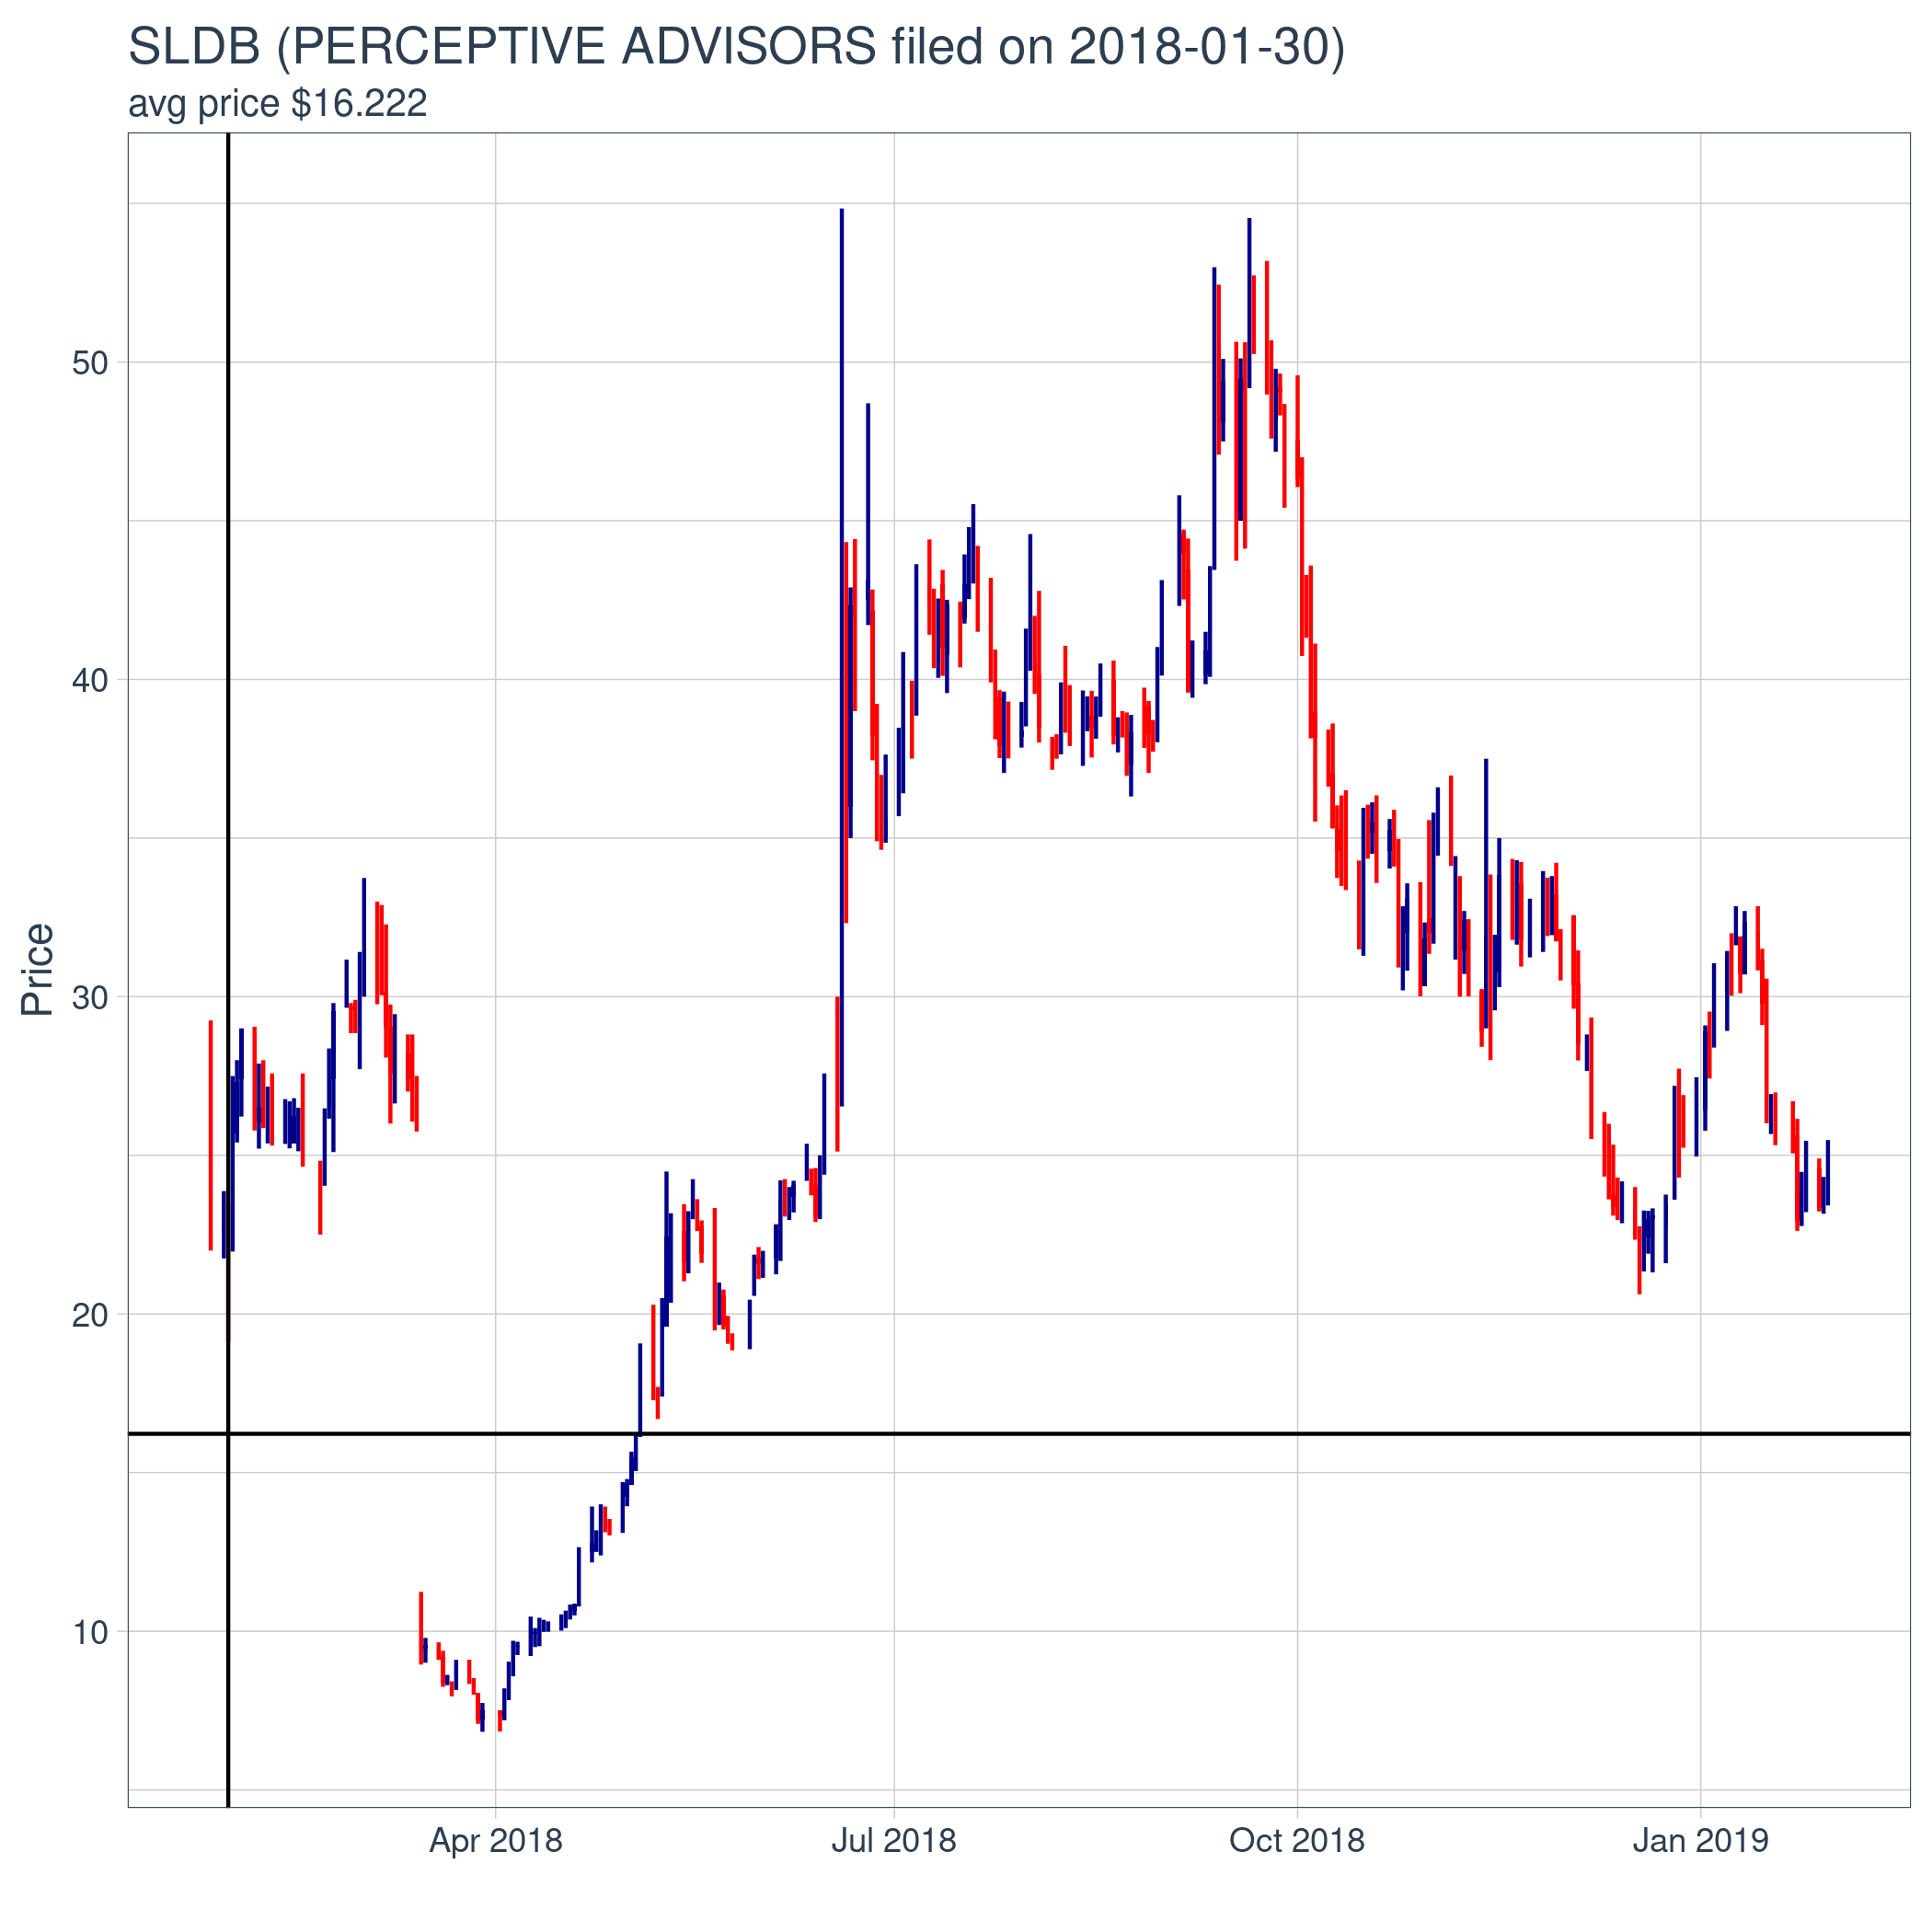 SLDB (PERCEPTIVE ADVISORS filed on 2018-01-30)
avg price $16.222
Price
50
40
30
20
10
Apr 2018
Jul 2018
Oct 2018
Jan 2019